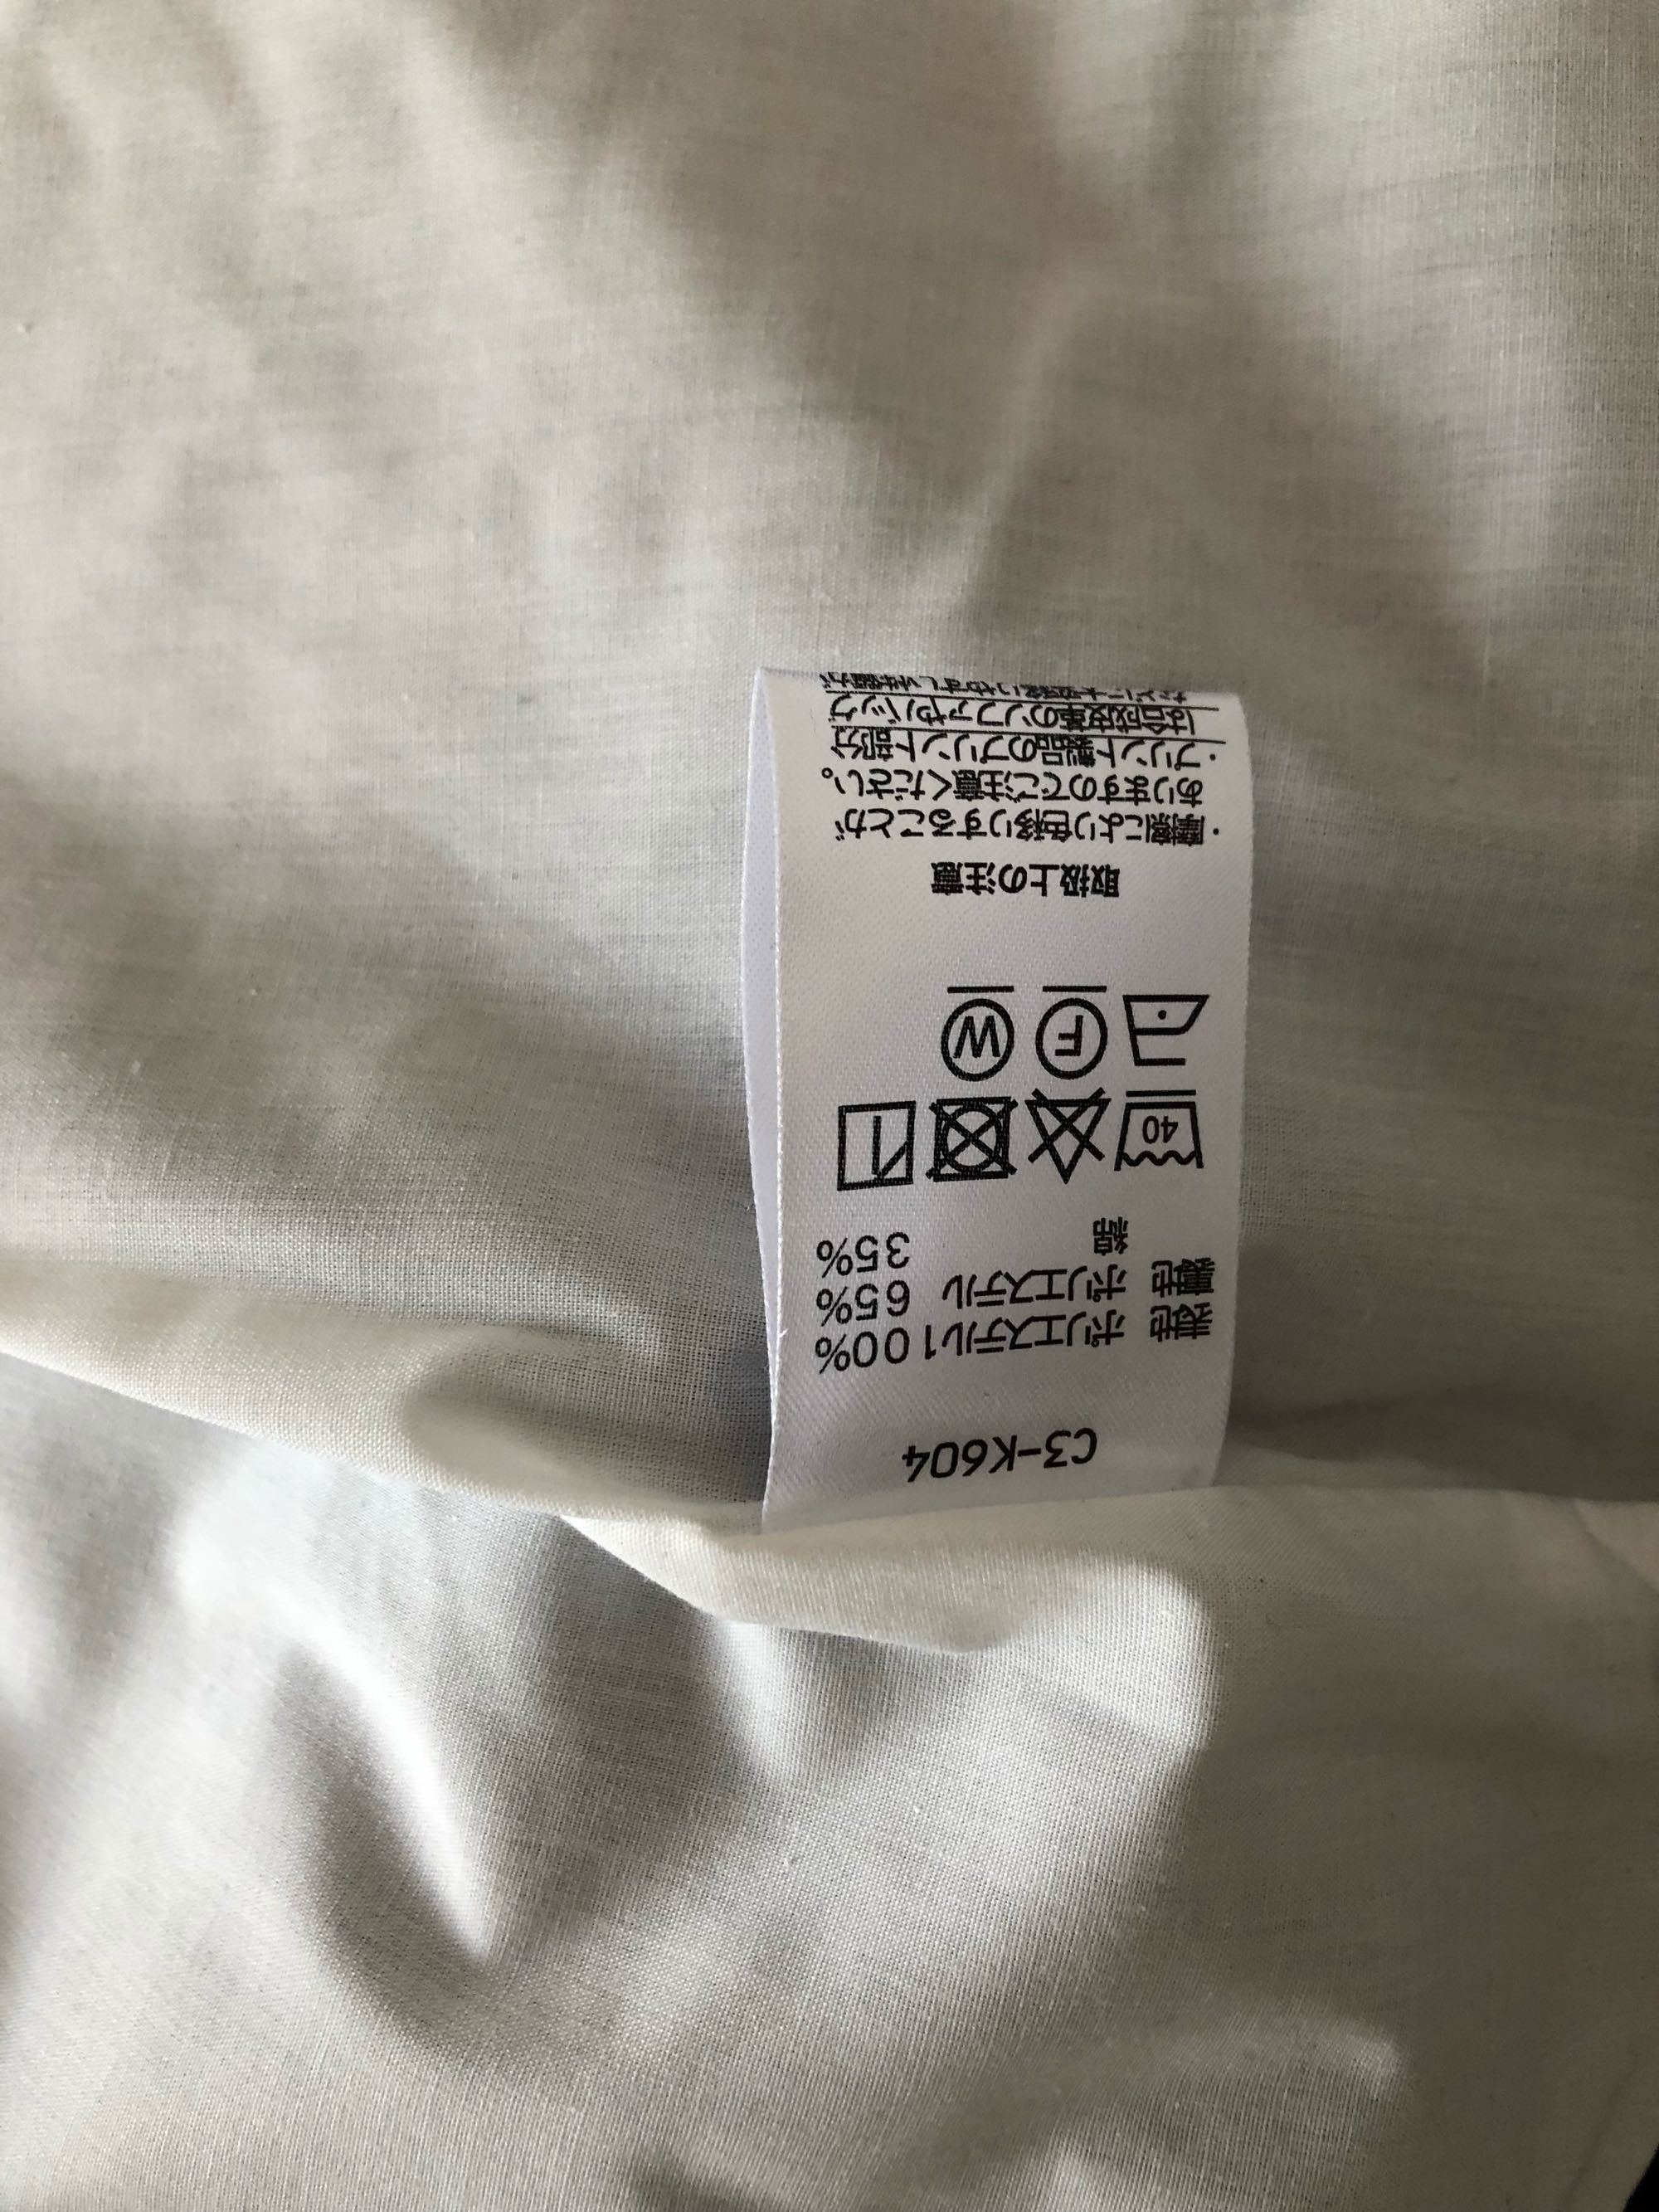 C3-K604
表地 ポリエステル100%
裏地 ポリエステル 65%
綿 35%
40
F W
取扱上の注意
・摩擦により色移りすることが
ありますのでご注意ください。
・プリント製品のプリント部分
は合成皮革のソファやバッグ
などに